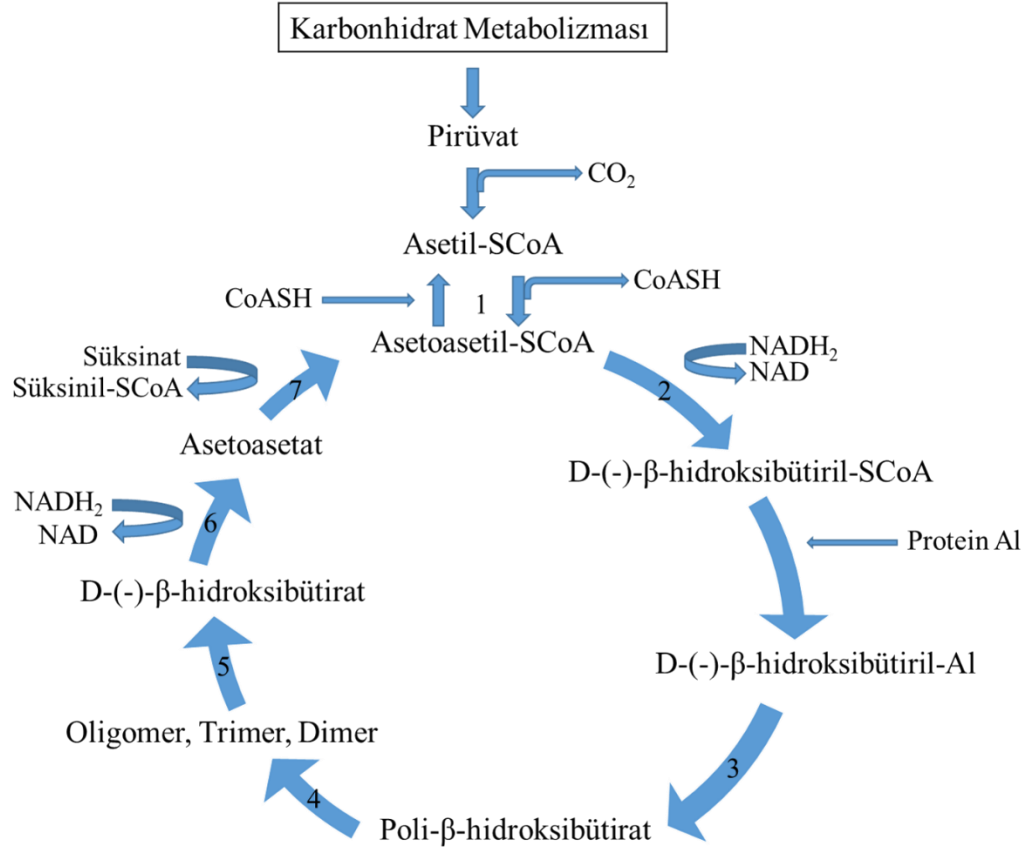 Karbonhidrat Metabolizması
Pirüvat
CO₂
Asetil-SCoA
CoASH
1
CoASH
Asetoasetil-SCoA
NADH₂
NAD
2
D-(-)-β-hidroksibütiril-SCoA
Protein Al
D-(-)-β-hidroksibütiril-Al
3
Poli-β-hidroksibütirat
4
Oligomer, Trimer, Dimer
5
D-(-)-β-hidroksibütirat
NADH₂
NAD
6
Asetoasetat
Süksinat
Süksinil-SCoA
7